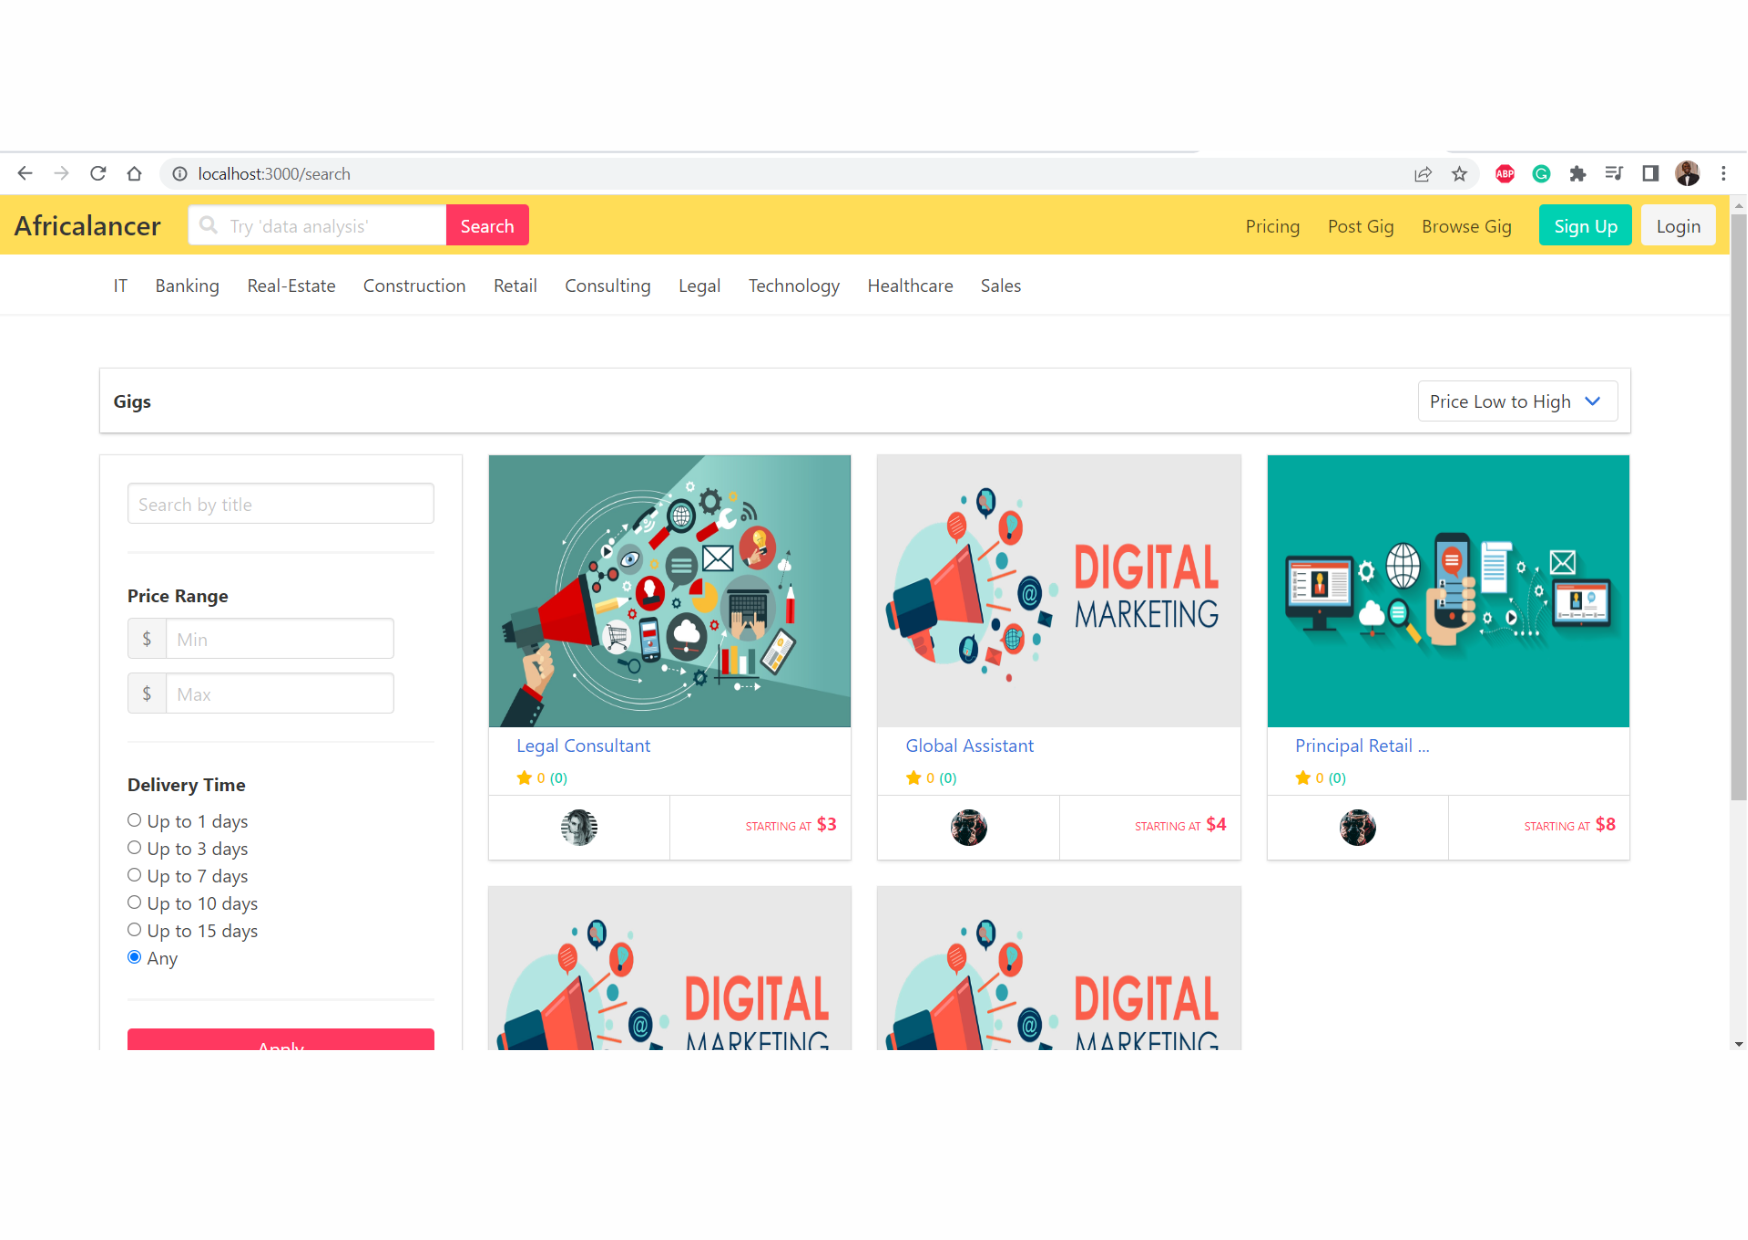 localhost:3000/search
ABP
Africalancer
Try 'data analysis'
Search
Pricing
Post Gig
Browse Gig
Sign Up
Login
IT
Banking
Real-Estate
Construction
Retail
Consulting
Legal
Technology
Healthcare
Sales
Gigs
Price Low to High
Search by title
Price Range
$ Min
$ Max
Delivery Time
Up to 1 days
Up to 3 days
Up to 7 days
Up to 10 days
Up to 15 days
Any
Apply
Legal Consultant
0 (0)
STARTING AT $3
DIGITAL
MARKETING
Global Assistant
0 (0)
STARTING AT $4
Principal Retail ...
0 (0)
STARTING AT $8
DIGITAL
MARKETING
DIGITAL
MARKETING